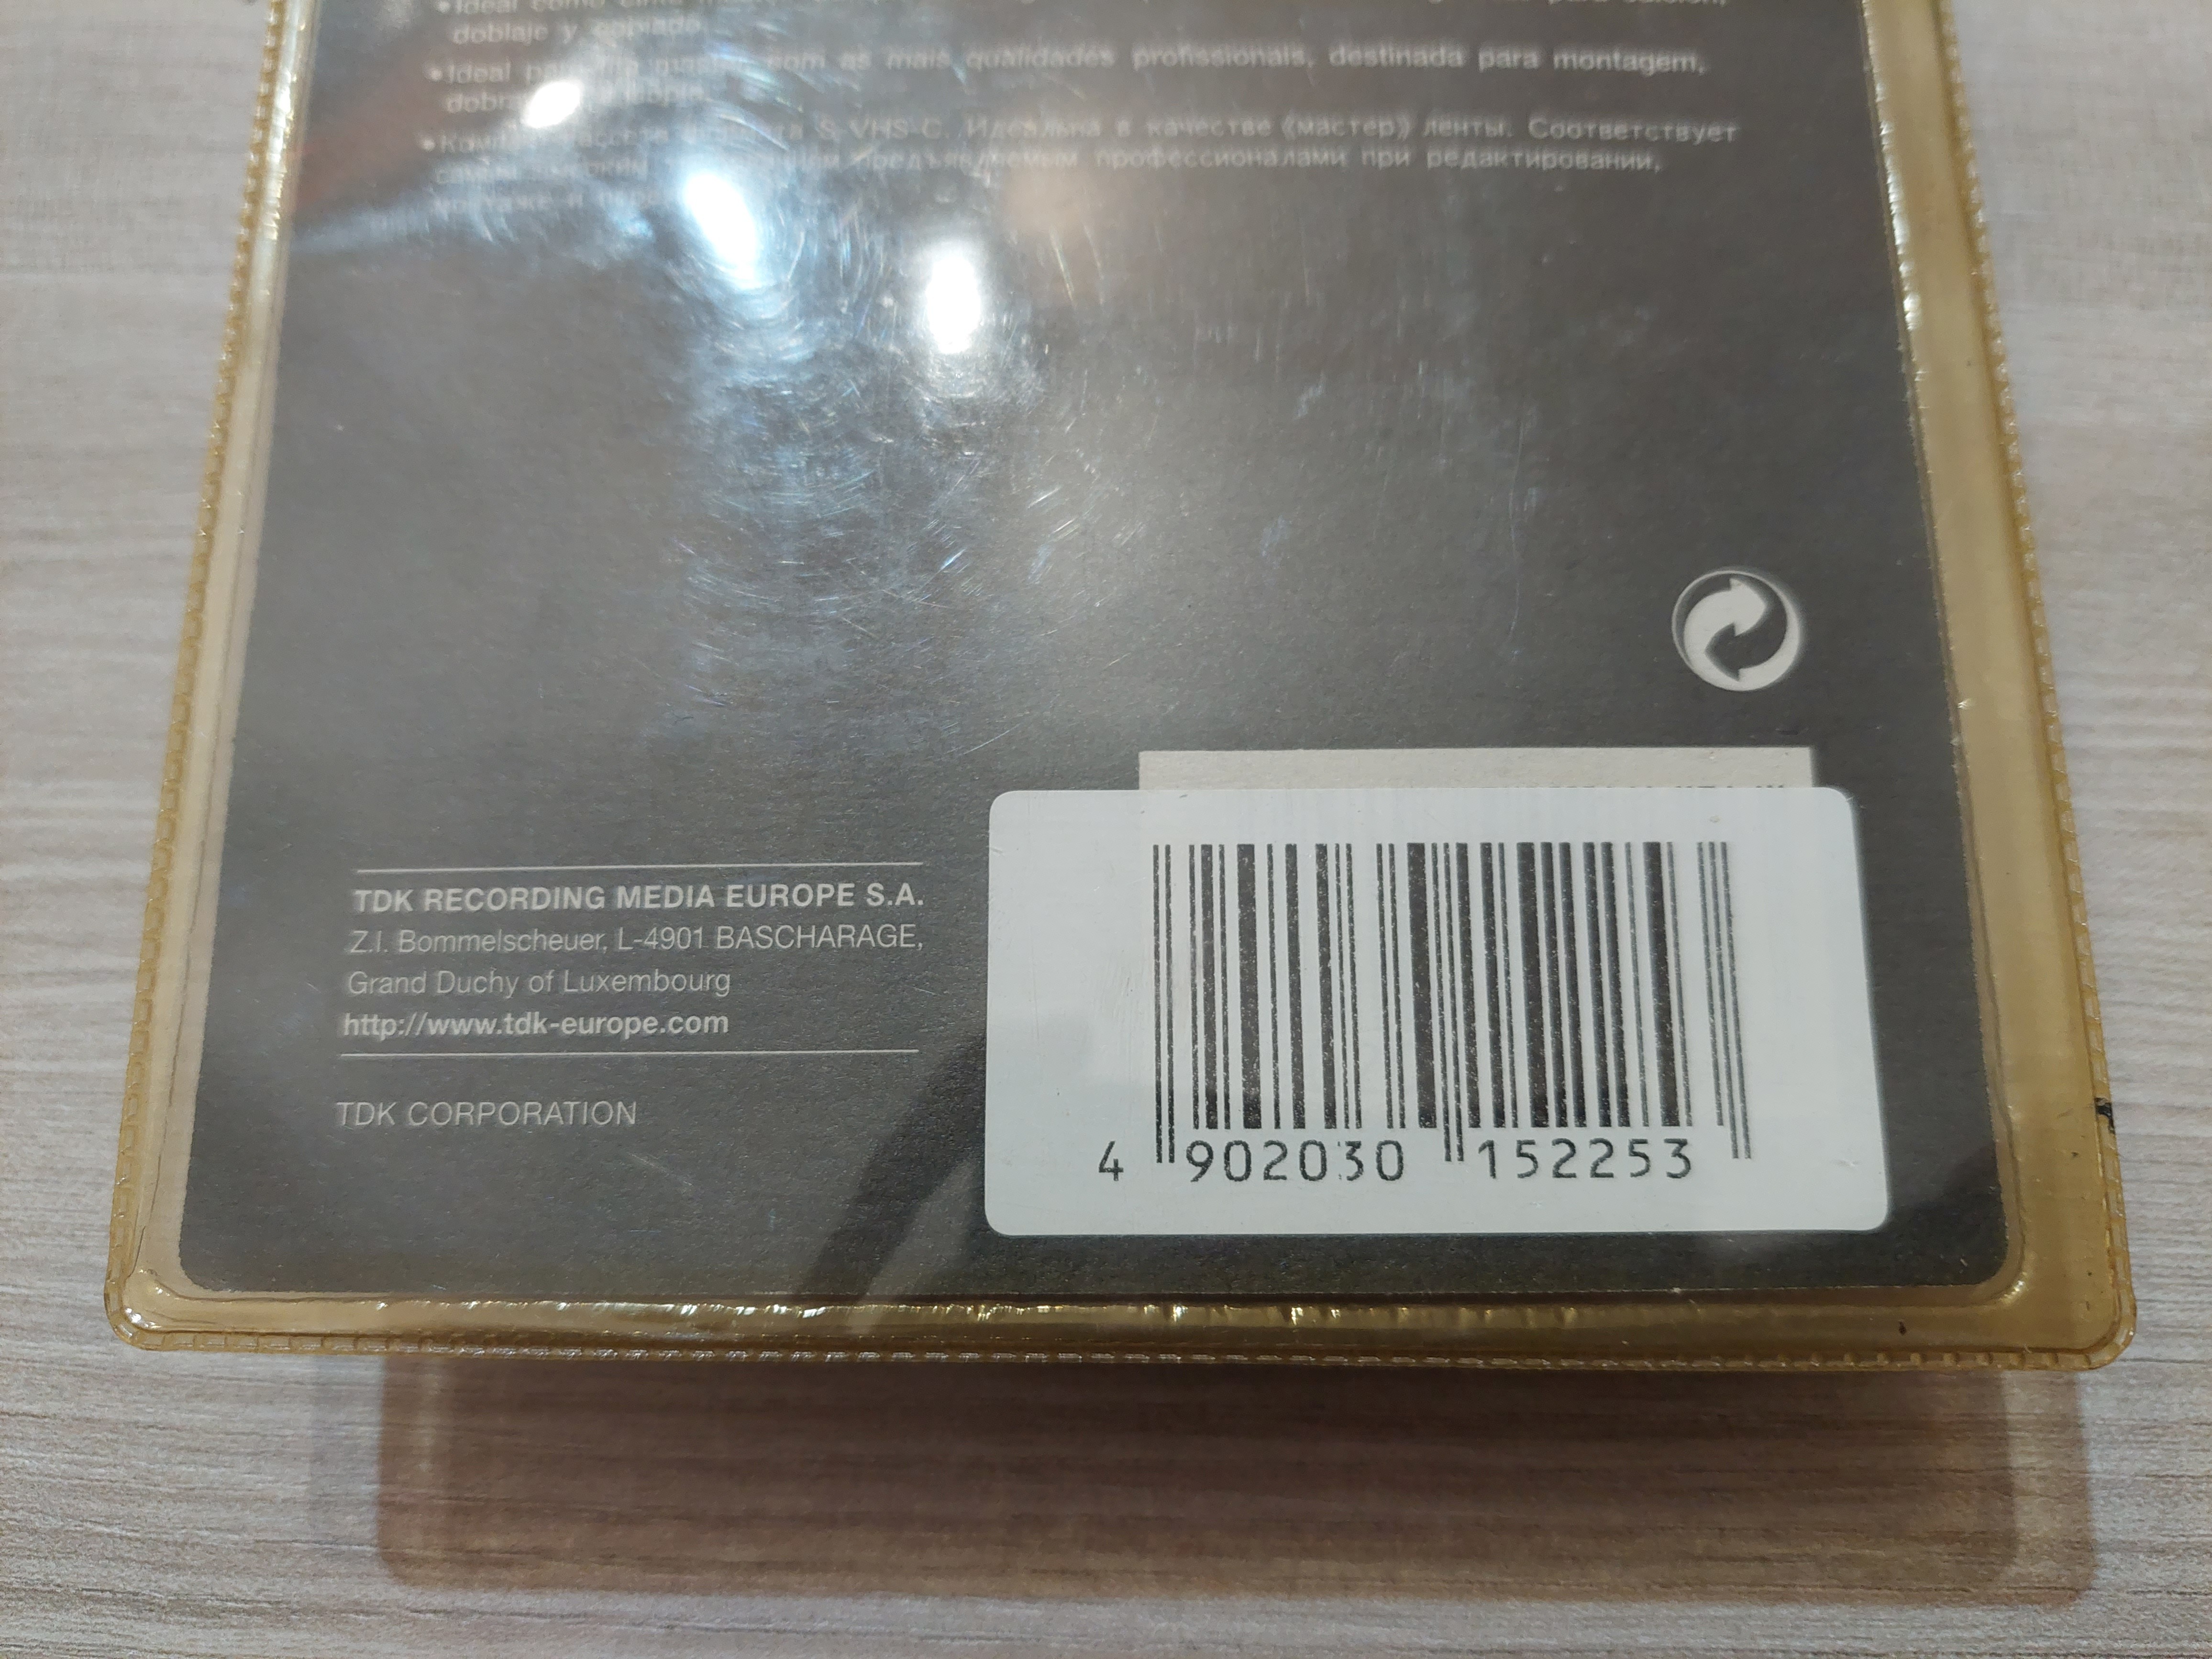 •Ideal como
doblaje y copiado.
•Ideal com as mais qualidades profissionais, destinada para montagem,
S-VHS-C. Идеальна в качестве «мастер» ленты. Соответствует
предъявляемым профессионалами при редактировании,
TDK RECORDING MEDIA EUROPE S.A.
Z.I. Bommelscheuer, L-4901 BASCHARAGE,
Grand Duchy of Luxembourg
http://www.tdk-europe.com
TDK CORPORATION
4 902030 152253